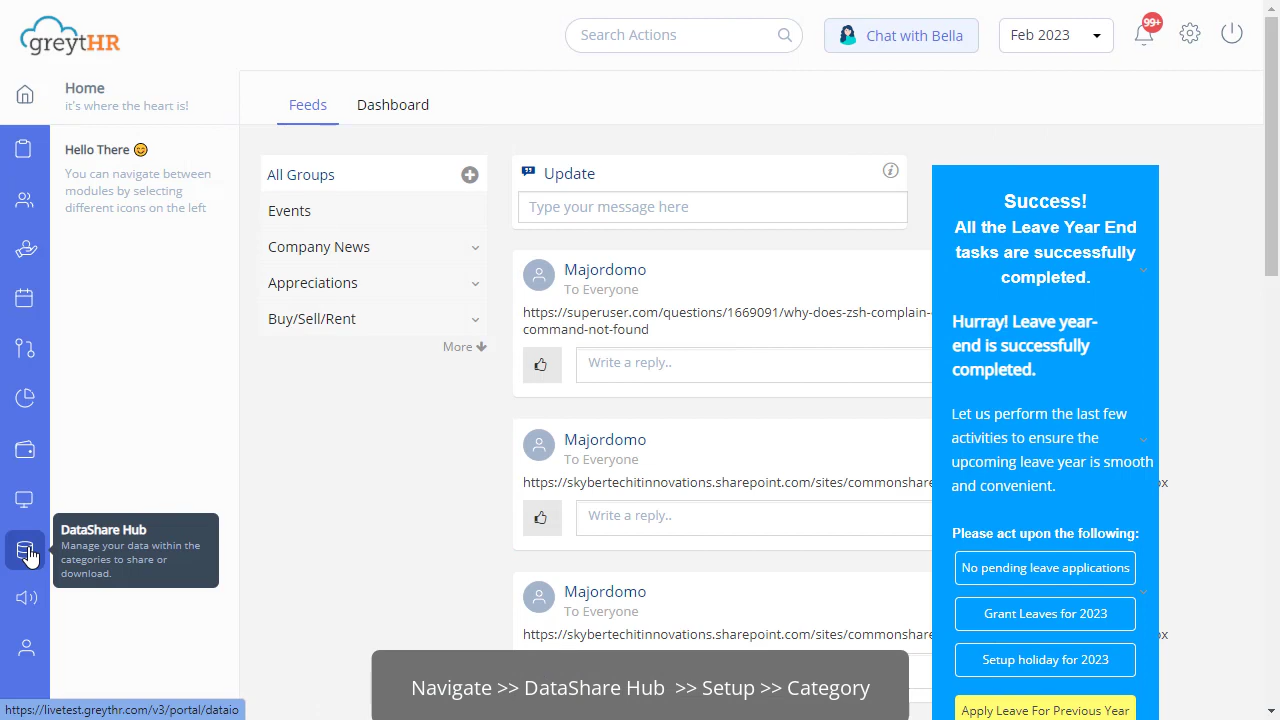 greytHR
Search Actions
Chat with Bella
Feb 2023
99+
Home
it's where the heart is!
Hello There
You can navigate between
modules by selecting
different icons on the left
Feeds
Dashboard
All Groups
Events
Company News
Appreciations
Buy/Sell/Rent
More
Update
Type your message here
Majordomo
To Everyone
https://superuser.com/questions/1669091/why-does-zsh-complain-
command-not-found
Write a reply..
Majordomo
To Everyone
https://skybertechitinnovations.sharepoint.com/sites/commonshare
Write a reply..
Majordomo
To Everyone
https://skybertechitinnovations.sharepoint.com/sites/commonshare
Success!
All the Leave Year End
tasks are successfully
completed.
Hurray! Leave year-
end is successfully
completed.
Let us perform the last few
activities to ensure the
upcoming leave year is smooth
and convenient.
Please act upon the following:
No pending leave applications
Grant Leaves for 2023
Setup holiday for 2023
Apply Leave For Previous Year
DataShare Hub
Manage your data within the
categories to share or
download.
Navigate >> DataShare Hub >> Setup >> Category
https://livetest.greythr.com/v3/portal/dataio